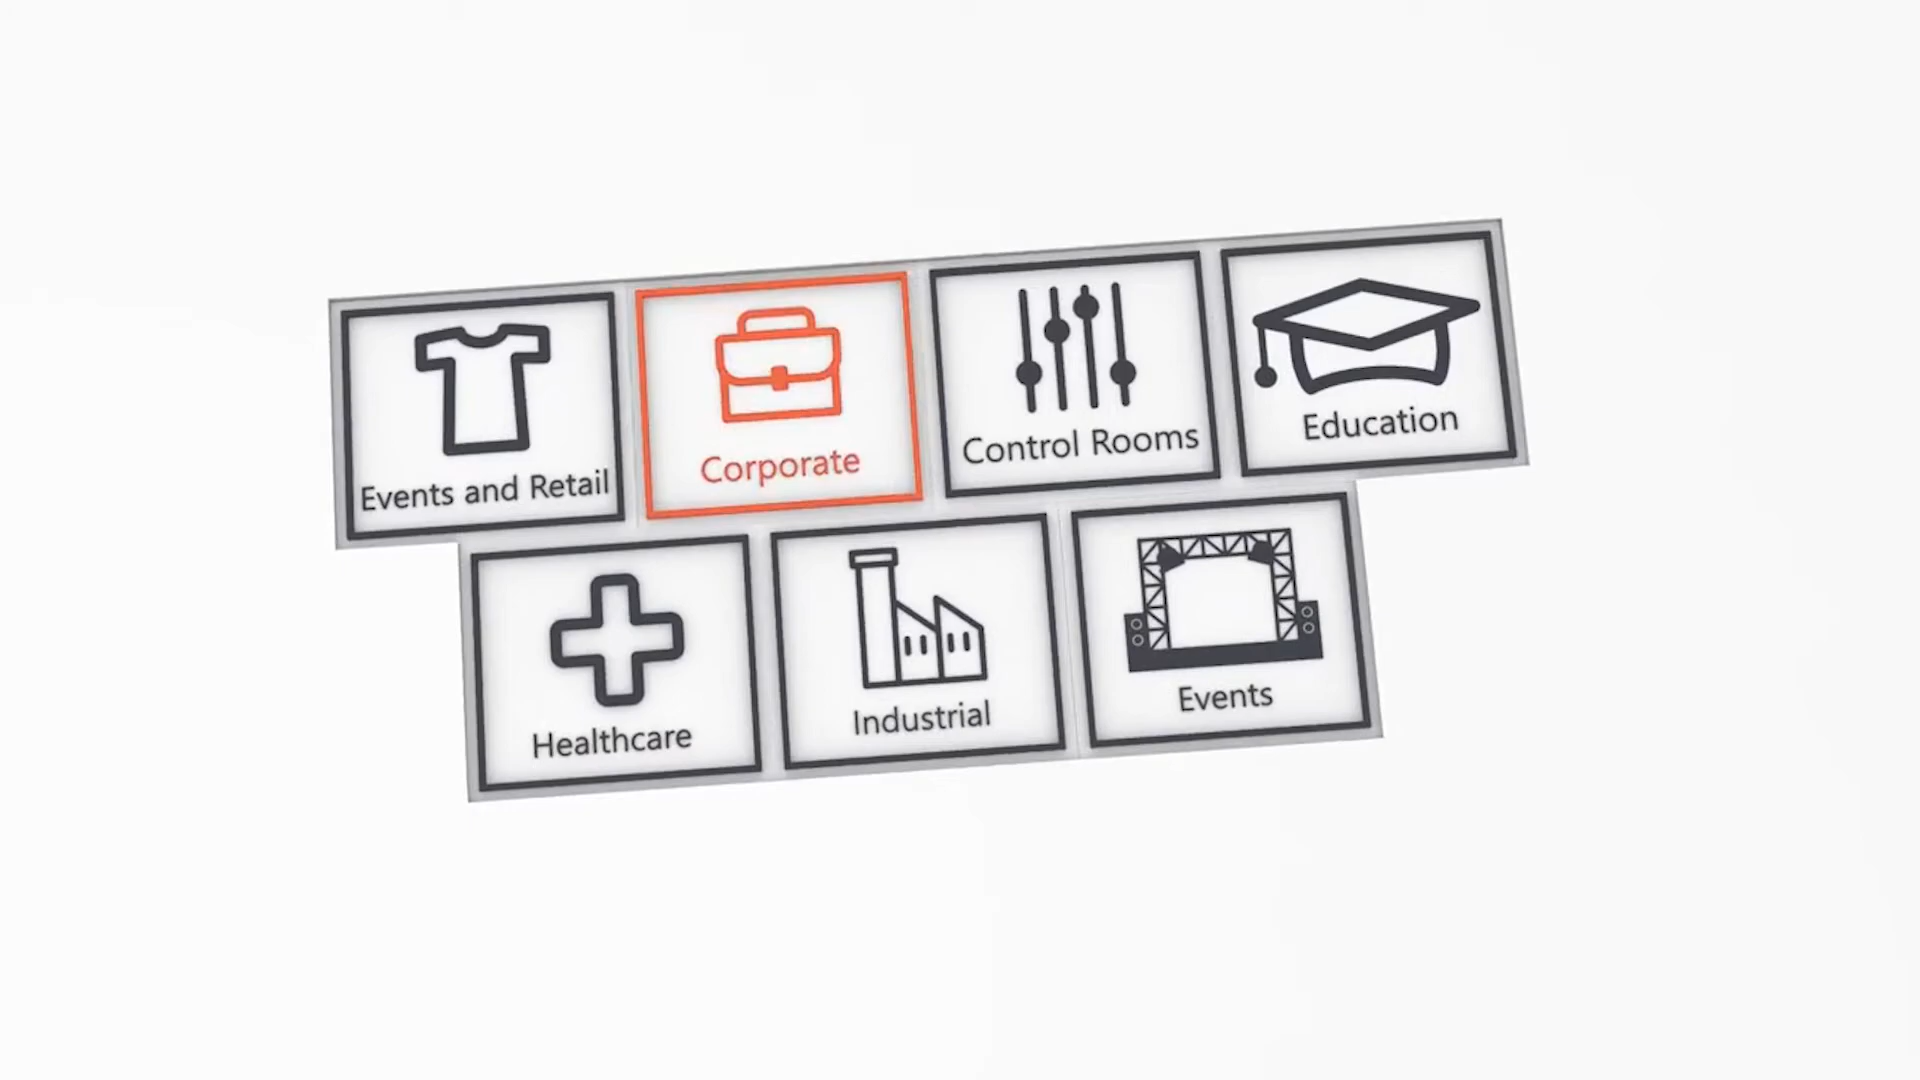 Events and Retail
Corporate
Control Rooms
Education
Healthcare
Industrial
Events